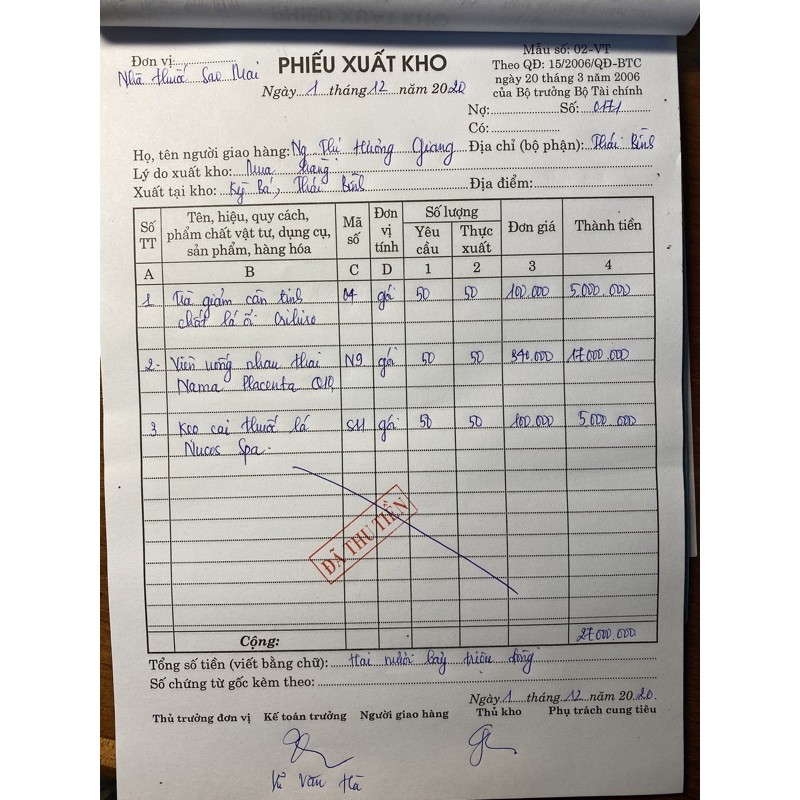 Đơn vị:
Nhà thuốc Sao Mai
PHIẾU XUẤT KHO
Ngày 1 tháng 12 năm 2020
Mẫu số: 02-VT
Theo QĐ: 15/2006/QĐ-BTC
ngày 20 tháng 3 năm 2006
của Bộ trưởng Bộ Tài chính
Nợ: Số: 0171
Có:
Họ, tên người giao hàng: Ng Thị Hương Giang Địa chỉ (bộ phận): Thái Bình
Lý do xuất kho: Mua hàng
Xuất tại kho: Kỳ Bá, Thái Bình Địa điểm:
Số TT Tên, hiệu, quy cách, phẩm chất vật tư, dụng cụ, sản phẩm, hàng hóa Mã số Đơn vị tính Số lượng Yêu cầu Thực xuất Đơn giá Thành tiền
A B C D 1 2 3 4
1 Trà giảm cân tinh gói 50 50 100.000 5.000.000
chất lá ổi Orihiro
2 Viên uống nhau thai N9 gói 50 50 340.000 17.000.000
Nama Placenta Q10
3 Kẹo cai thuốc lá S11 gói 50 50 100.000 5.000.000
Nucos Spa.
ĐÃ THU TIỀN
Cộng: 27.000.000
Tổng số tiền (viết bằng chữ): Hai mươi bảy triệu đồng
Số chứng từ gốc kèm theo:
Ngày 1 tháng 12 năm 2020.
Thủ trưởng đơn vị Kế toán trưởng Người giao hàng Thủ kho Phụ trách cung tiêu
Vũ Văn Hà